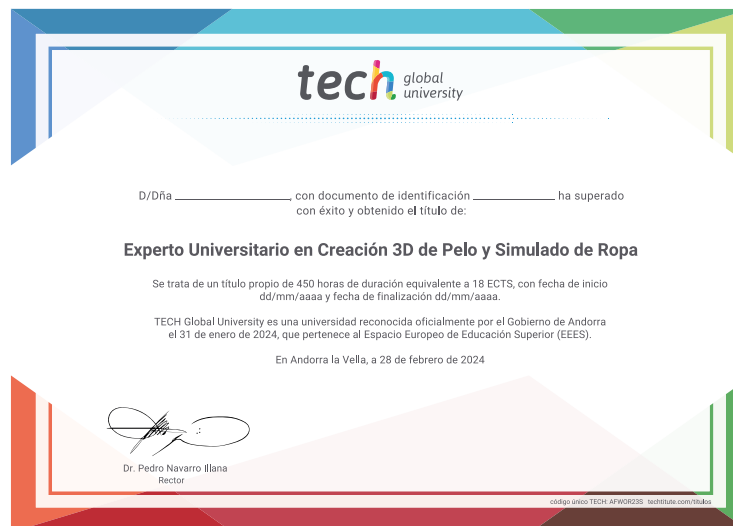 tech global university
D/Dña ______________, con documento de identificación __________ ha superado
con éxito y obtenido el título de:
Experto Universitario en Creación 3D de Pelo y Simulado de Ropa
Se trata de un título propio de 450 horas de duración equivalente a 18 ECTS, con fecha de inicio
dd/mm/aaaa y fecha de finalización dd/mm/aaaa.
TECH Global University es una universidad reconocida oficialmente por el Gobierno de Andorra
el 31 de enero de 2024, que pertenece al Espacio Europeo de Educación Superior (EEES).
En Andorra la Vella, a 28 de febrero de 2024
Dr. Pedro Navarro Illana
Rector
código único TECH: AFWOR23S techtitute.com/titulos